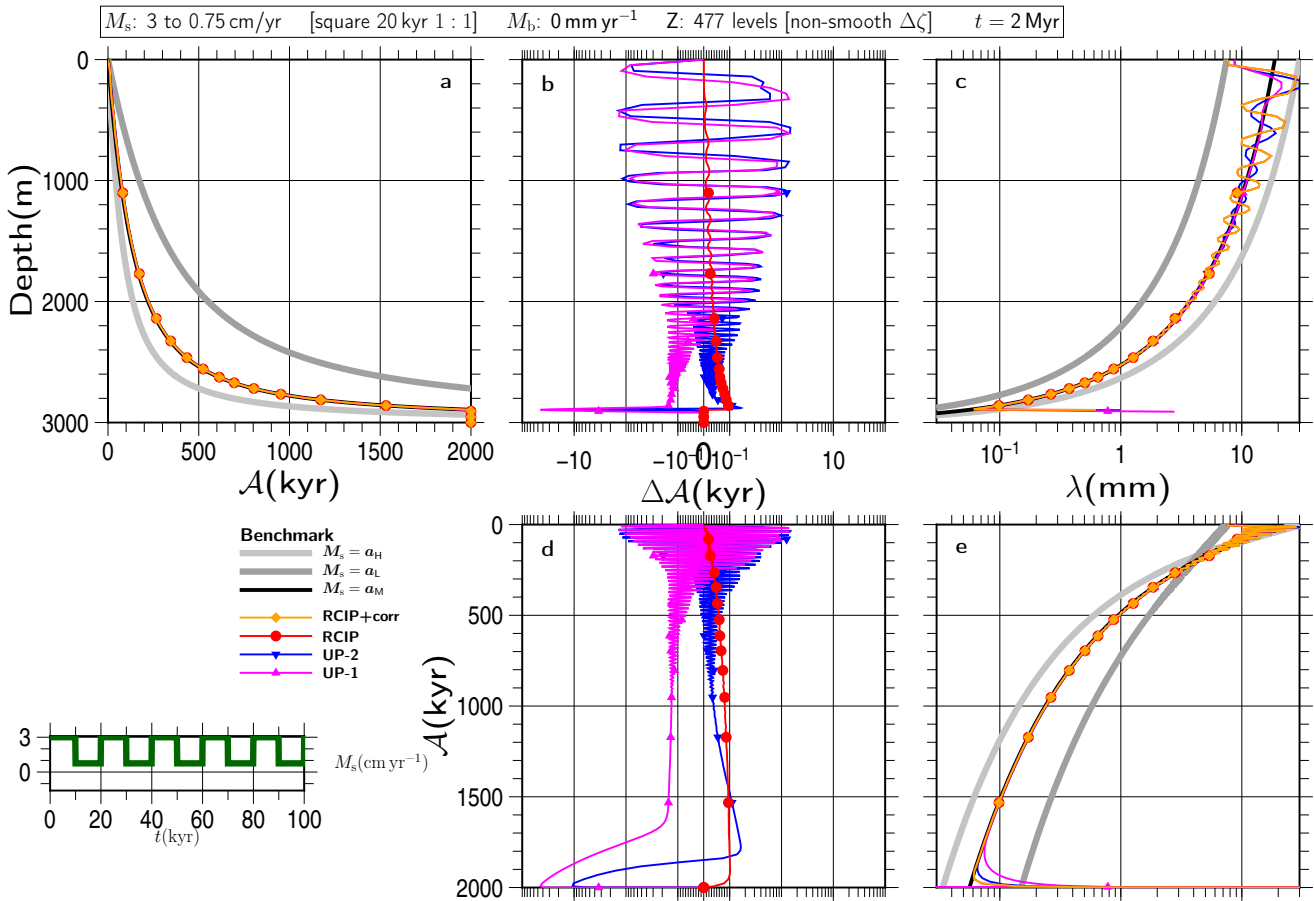 Mₛ: 3 to 0.75 cm/yr [square 20 kyr 1 : 1] M_b: 0 mm yr⁻¹ Z: 477 levels [non-smooth Δζ] t = 2 Myr
a b c
0
1000
2000
3000
Depth(m)
0 500 1000 1500 2000
𝒜(kyr)
−10 −10⁻¹ 0 10⁻¹ 10
Δ𝒜(kyr)
10⁻¹ 1 10
λ(mm)
Benchmark
Mₛ = a_H
Mₛ = a_L
Mₛ = a_M
RCIP+corr
RCIP
UP-2
UP-1
3
0
Mₛ(cm yr⁻¹)
0 20 40 60 80 100
t(kyr)
d e
0
500
1000
1500
2000
𝒜(kyr)